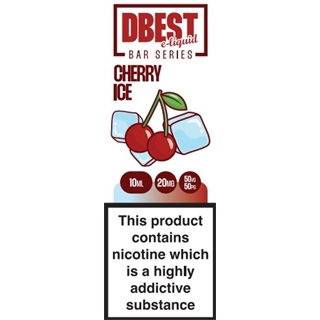 DBEST
e-liquid
BAR SERIES
CHERRY
ICE
10ML
20MG
50VG
50PG
This product
contains
nicotine which
is a highly
addictive
substance